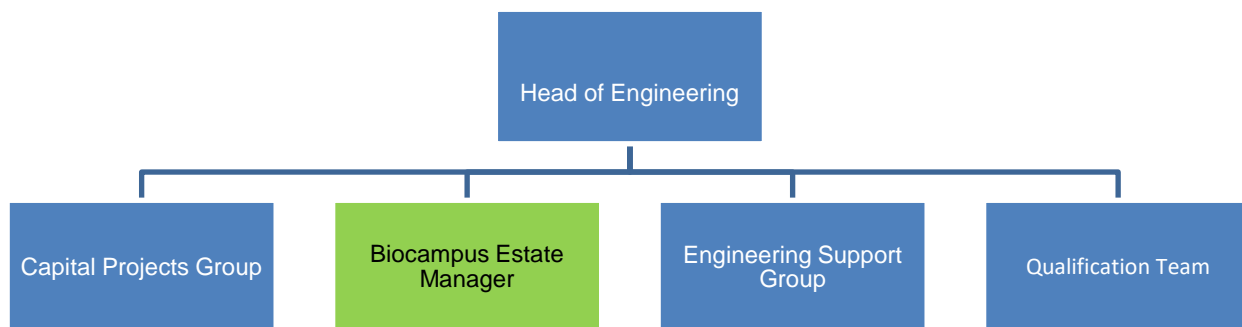 Head of Engineering
Capital Projects Group
Biocampus Estate
Manager
Engineering Support
Group
Qualification Team